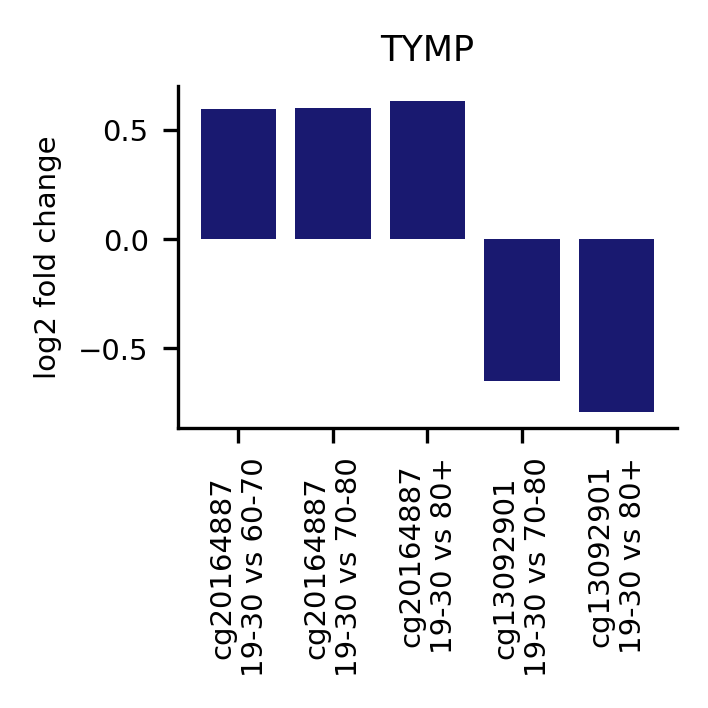 TYMP
log2 fold change
0.5
0.0
−0.5
cg20164887
19-30 vs 60-70
cg20164887
19-30 vs 70-80
cg20164887
19-30 vs 80+
cg13092901
19-30 vs 70-80
cg13092901
19-30 vs 80+